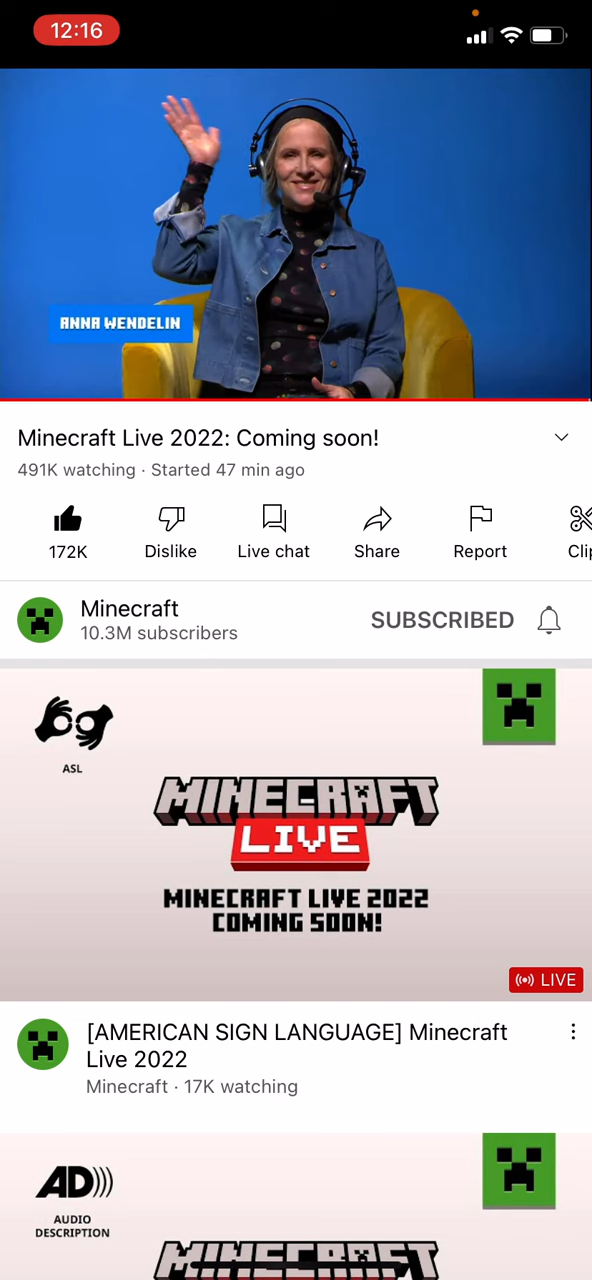 12:16
ANNA WENDELIN
Minecraft Live 2022: Coming soon!
491K watching · Started 47 min ago
172K
Dislike
Live chat
Share
Report
Clip
Minecraft
10.3M subscribers
SUBSCRIBED
ASL
MINECRAFT
LIVE
MINECRAFT LIVE 2022
COMING SOON!
LIVE
[AMERICAN SIGN LANGUAGE] Minecraft
Live 2022
Minecraft · 17K watching
AD
AUDIO
DESCRIPTION
MINECRAFT